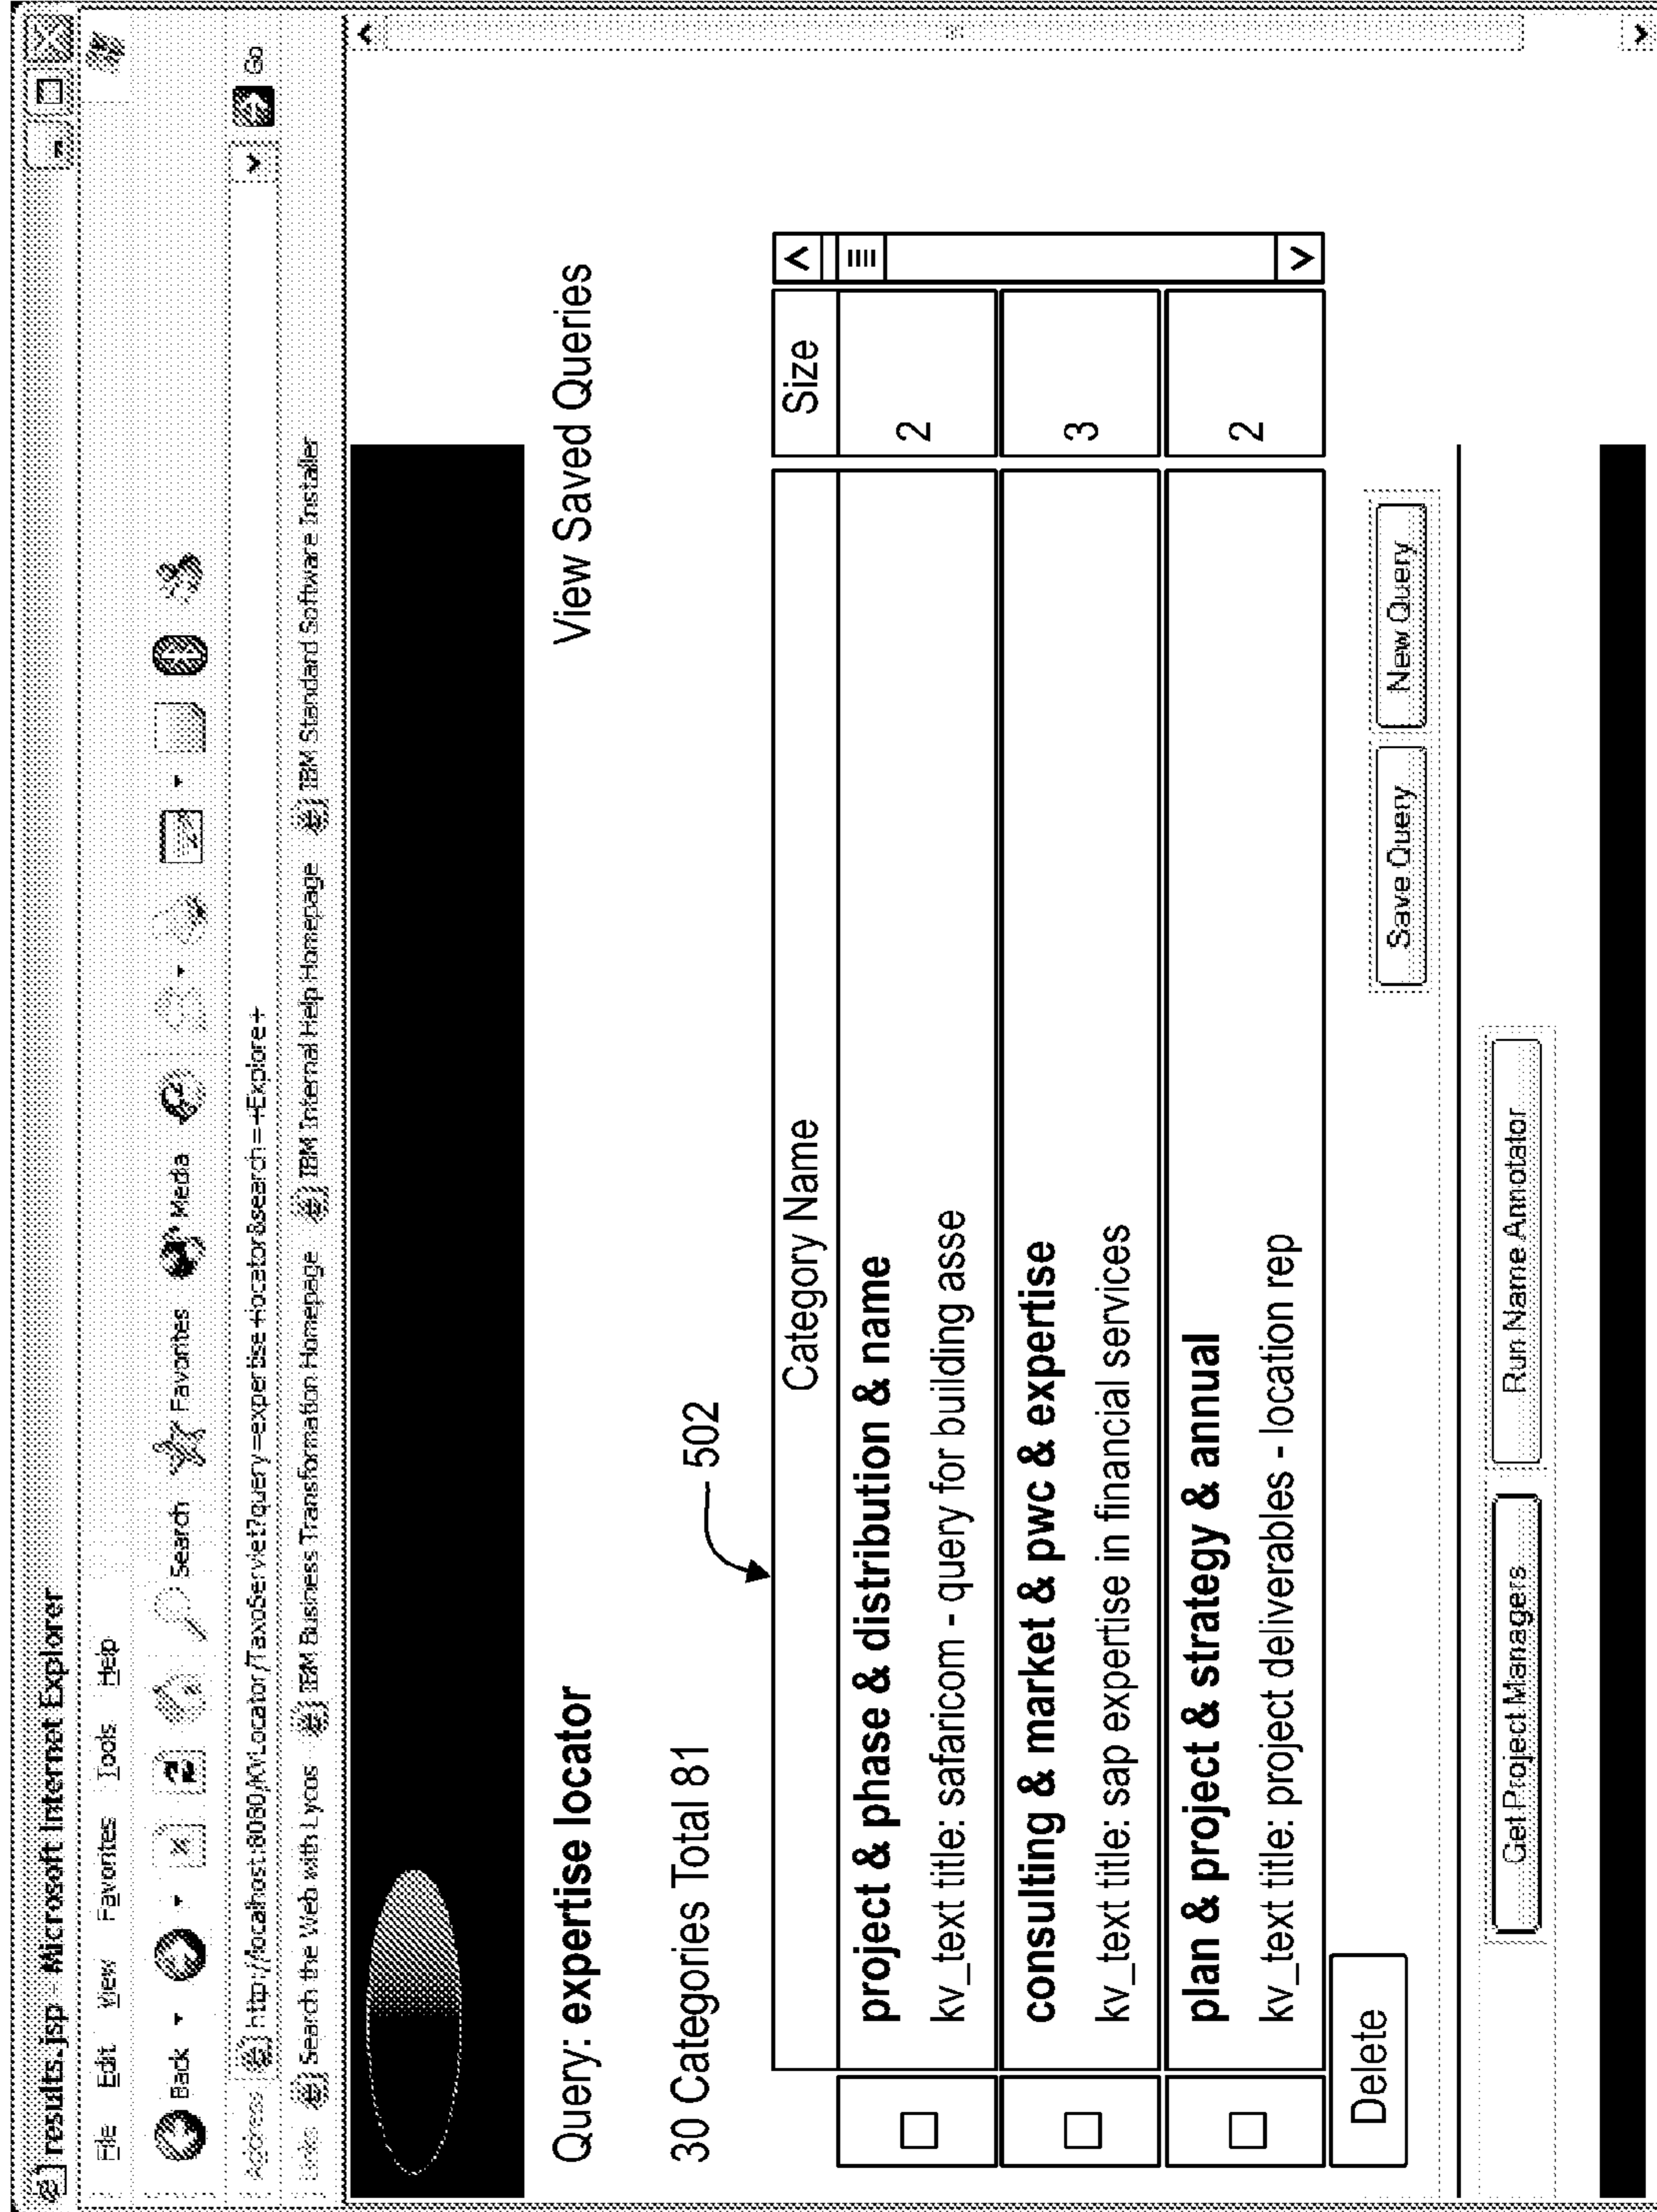 results.jsp - Microsoft Internet Explorer
File Edit View Favorites Tools Help
Back Search Favorites Media
Address http://localhost:8080/KVLocator/TaxoServlet?query=expertise+locator&search=+Explore+ Go
Links Search the Web with Lycos IBM Business Transformation Homepage IBM Internal Help Homepage IBM Standard Software Installer
Query: expertise locator View Saved Queries
30 Categories Total 81
502
Category Name Size
project & phase & distribution & name 2
kv_text title: safaricom - query for building asse
consulting & market & pwc & expertise 3
kv_text title: sap expertise in financial services
plan & project & strategy & annual 2
kv_text title: project deliverables - location rep
Delete
Save Query New Query
Get Project Managers Run Name Annotator